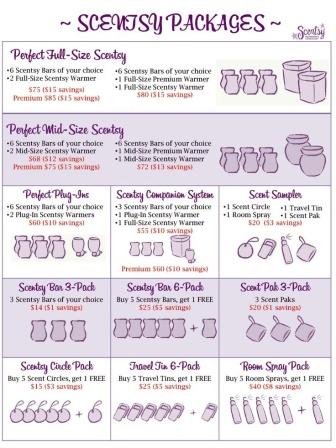 ~ SCENTSY PACKAGES ~
Scentsy
Perfect Full-Size Scentsy
•6 Scentsy Bars of your choice
•2 Full-Size Scentsy Warmer
$75 ($15 savings)
Premium $85 ($15 savings)
•6 Scentsy Bars of your choice
•1 Full-Size Premium Warmer
•1 Full-Size Scentsy Warmer
$80 ($15 savings)
Perfect Mid-Size Scentsy
•6 Scentsy Bars of your choice
•2 Mid-Size Scentsy Warmer
$68 ($12 savings)
Premium $75 ($15 savings)
•6 Scentsy Bars of your choice
•1 Mid-Size Premium Warmer
•1 Mid-Size Scentsy Warmer
$72 ($13 savings)
Perfect Plug-Ins
•6 Scentsy Bars of your choice
•2 Plug-In Scentsy Warmers
$60 ($10 savings)
Scentsy Companion System
•3 Scentsy Bars of your choice
•1 Plug-In Scentsy Warmer
•1 Full-Size Scentsy Warmer
$55 ($10 savings)
Premium $60 ($10 savings)
Scent Sampler
•1 Scent Circle •1 Travel Tin
•1 Room Spray •1 Scent Pak
$20 ($3 savings)
Scentsy Bar 3-Pack
3 Scentsy Bars of your choice
$14 ($1 savings)
Scentsy Bar 6-Pack
Buy 5 Scentsy Bars, get 1 FREE
$25 ($5 savings)
+
Scent Pak 3-Pack
3 Scent Paks
$20 ($1 savings)
Scentsy Circle Pack
Buy 5 Scent Circles, get 1 FREE
$15 ($3 savings)
+
Travel Tin 6-Pack
Buy 5 Travel Tins, get 1 FREE
$25 ($5 savings)
+
Room Spray Pack
Buy 5 Room Sprays, get 1 FREE
$40 ($8 savings)
+